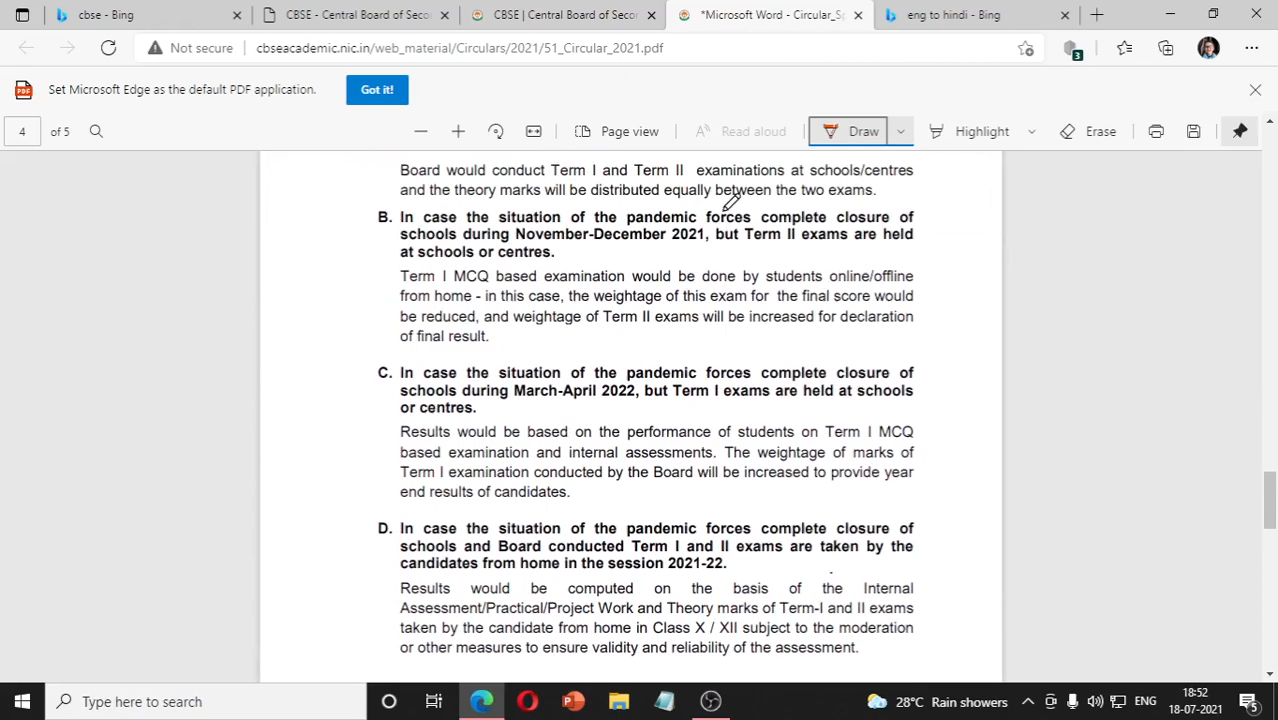 cbse - Bing
CBSE - Central Board of Secor
CBSE | Central Board of Secor
*Microsoft Word - Circular_Sp
eng to hindi - Bing
Not secure
cbseacademic.nic.in/web_material/Circulars/2021/51_Circular_2021.pdf
3
Set Microsoft Edge as the default PDF application.
Got it!
4 of 5
Page view
Read aloud
Draw
Highlight
Erase
Board would conduct Term I and Term II examinations at schools/centres
and the theory marks will be distributed equally between the two exams.
B. In case the situation of the pandemic forces complete closure of
schools during November-December 2021, but Term II exams are held
at schools or centres.
Term I MCQ based examination would be done by students online/offline
from home - in this case, the weightage of this exam for the final score would
be reduced, and weightage of Term II exams will be increased for declaration
of final result.
C. In case the situation of the pandemic forces complete closure of
schools during March-April 2022, but Term I exams are held at schools
or centres.
Results would be based on the performance of students on Term I MCQ
based examination and internal assessments. The weightage of marks of
Term I examination conducted by the Board will be increased to provide year
end results of candidates.
D. In case the situation of the pandemic forces complete closure of
schools and Board conducted Term I and II exams are taken by the
candidates from home in the session 2021-22.
Results would be computed on the basis of the Internal
Assessment/Practical/Project Work and Theory marks of Term-I and II exams
taken by the candidate from home in Class X / XII subject to the moderation
or other measures to ensure validity and reliability of the assessment.
Type here to search
28°C Rain showers
ENG
18:52
18-07-2021
5